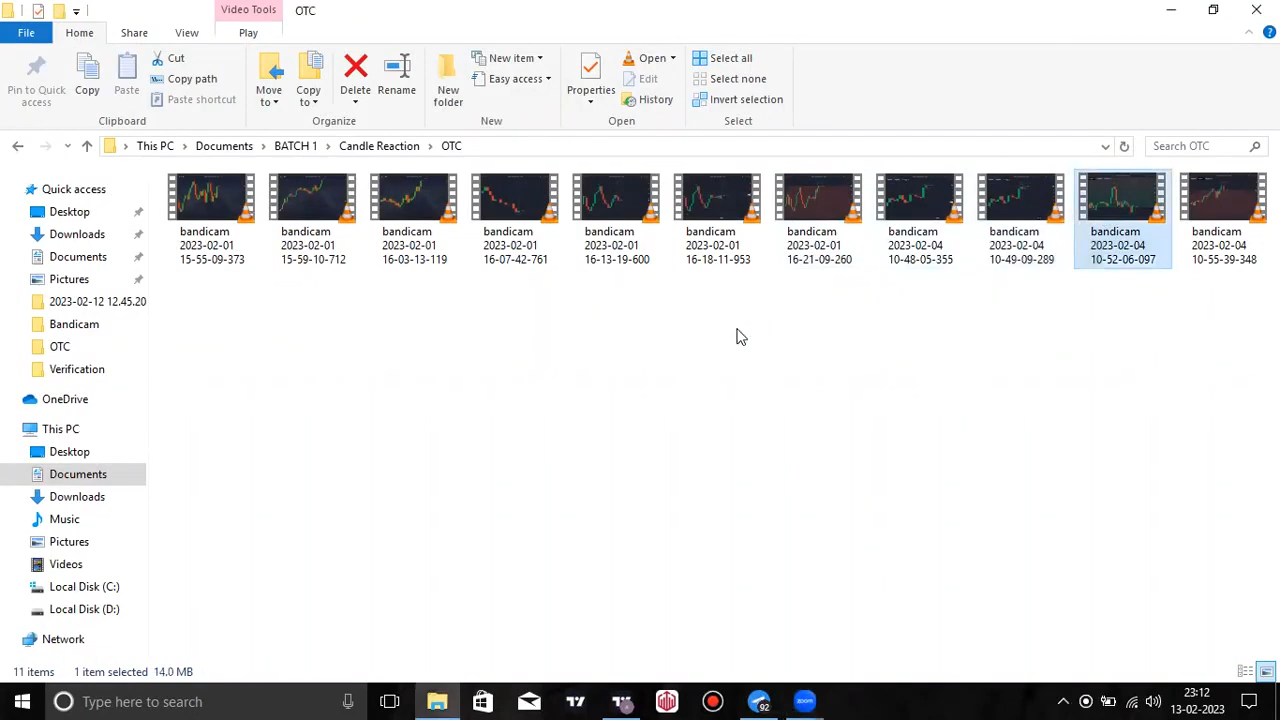 Video Tools
OTC
File
Home
Share
View
Play
Pin to Quick
access
Copy
Paste
Cut
Copy path
Paste shortcut
Clipboard
Move
to
Copy
to
Delete
Rename
Organize
New
folder
New item
Easy access
New
Properties
Open
Edit
History
Open
Select all
Select none
Invert selection
Select
This PC
Documents
BATCH 1
Candle Reaction
OTC
Search OTC
Quick access
Desktop
Downloads
Documents
Pictures
2023-02-12 12.45.20
Bandicam
OTC
Verification
OneDrive
This PC
Desktop
Documents
Downloads
Music
Pictures
Videos
Local Disk (C:)
Local Disk (D:)
Network
bandicam
2023-02-01
15-55-09-373
bandicam
2023-02-01
15-59-10-712
bandicam
2023-02-01
16-03-13-119
bandicam
2023-02-01
16-07-42-761
bandicam
2023-02-01
16-13-19-600
bandicam
2023-02-01
16-18-11-953
bandicam
2023-02-01
16-21-09-260
bandicam
2023-02-04
10-48-05-355
bandicam
2023-02-04
10-49-09-289
bandicam
2023-02-04
10-52-06-097
bandicam
2023-02-04
10-55-39-348
11 items
1 item selected 14.0 MB
Type here to search
92
zoom
23:12
13-02-2023